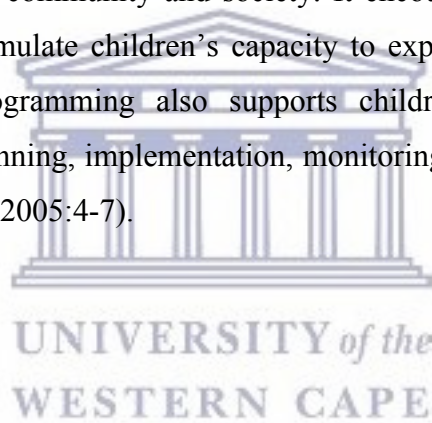 community and society. It encou
mulate children’s capacity to exp
ogramming also supports childr
nning, implementation, monitoring
2005:4-7).
UNIVERSITY of the
WESTERN CAPE